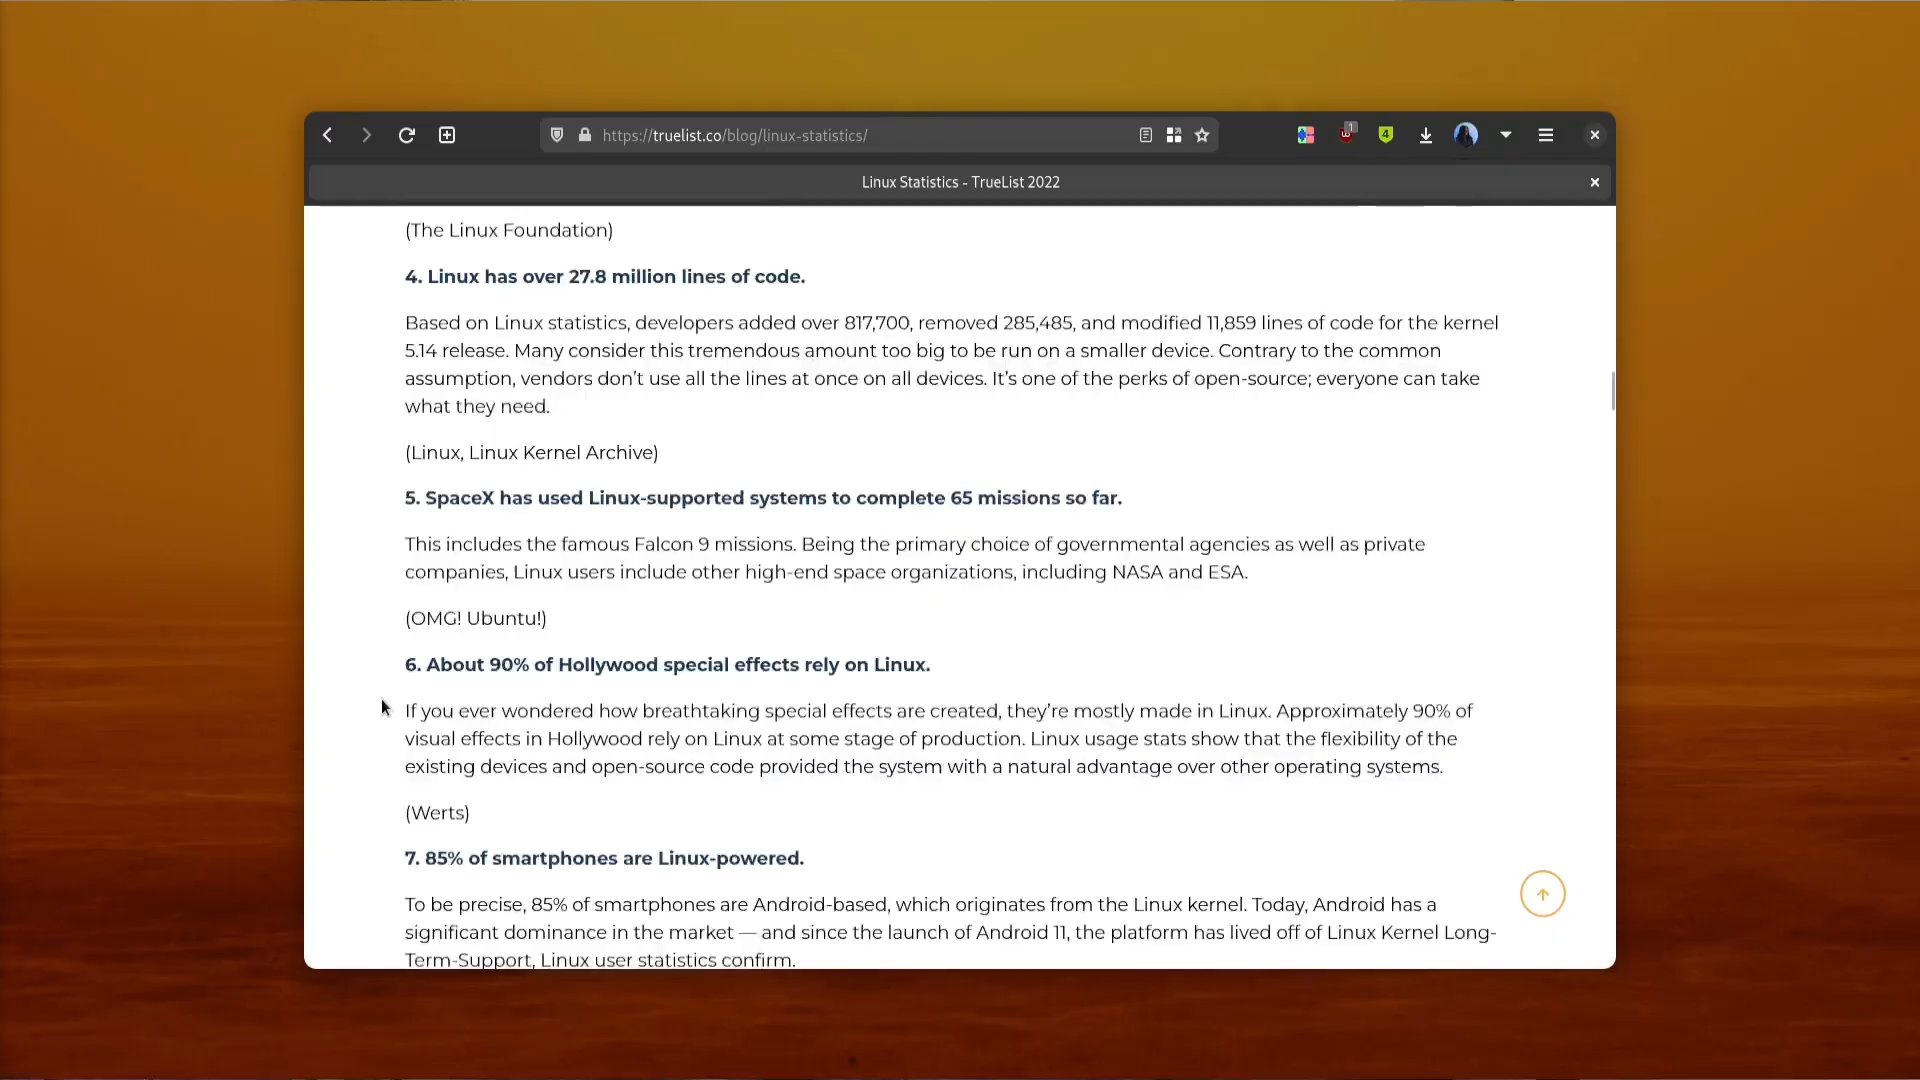 https://truelist.co/blog/linux-statistics/
1
4
Linux Statistics - TrueList 2022
(The Linux Foundation)
4. Linux has over 27.8 million lines of code.
Based on Linux statistics, developers added over 817,700, removed 285,485, and modified 11,859 lines of code for the kernel
5.14 release. Many consider this tremendous amount too big to be run on a smaller device. Contrary to the common
assumption, vendors don’t use all the lines at once on all devices. It’s one of the perks of open-source; everyone can take
what they need.
(Linux, Linux Kernel Archive)
5. SpaceX has used Linux-supported systems to complete 65 missions so far.
This includes the famous Falcon 9 missions. Being the primary choice of governmental agencies as well as private
companies, Linux users include other high-end space organizations, including NASA and ESA.
(OMG! Ubuntu!)
6. About 90% of Hollywood special effects rely on Linux.
If you ever wondered how breathtaking special effects are created, they’re mostly made in Linux. Approximately 90% of
visual effects in Hollywood rely on Linux at some stage of production. Linux usage stats show that the flexibility of the
existing devices and open-source code provided the system with a natural advantage over other operating systems.
(Werts)
7. 85% of smartphones are Linux-powered.
To be precise, 85% of smartphones are Android-based, which originates from the Linux kernel. Today, Android has a
significant dominance in the market — and since the launch of Android 11, the platform has lived off of Linux Kernel Long-
Term-Support, Linux user statistics confirm.